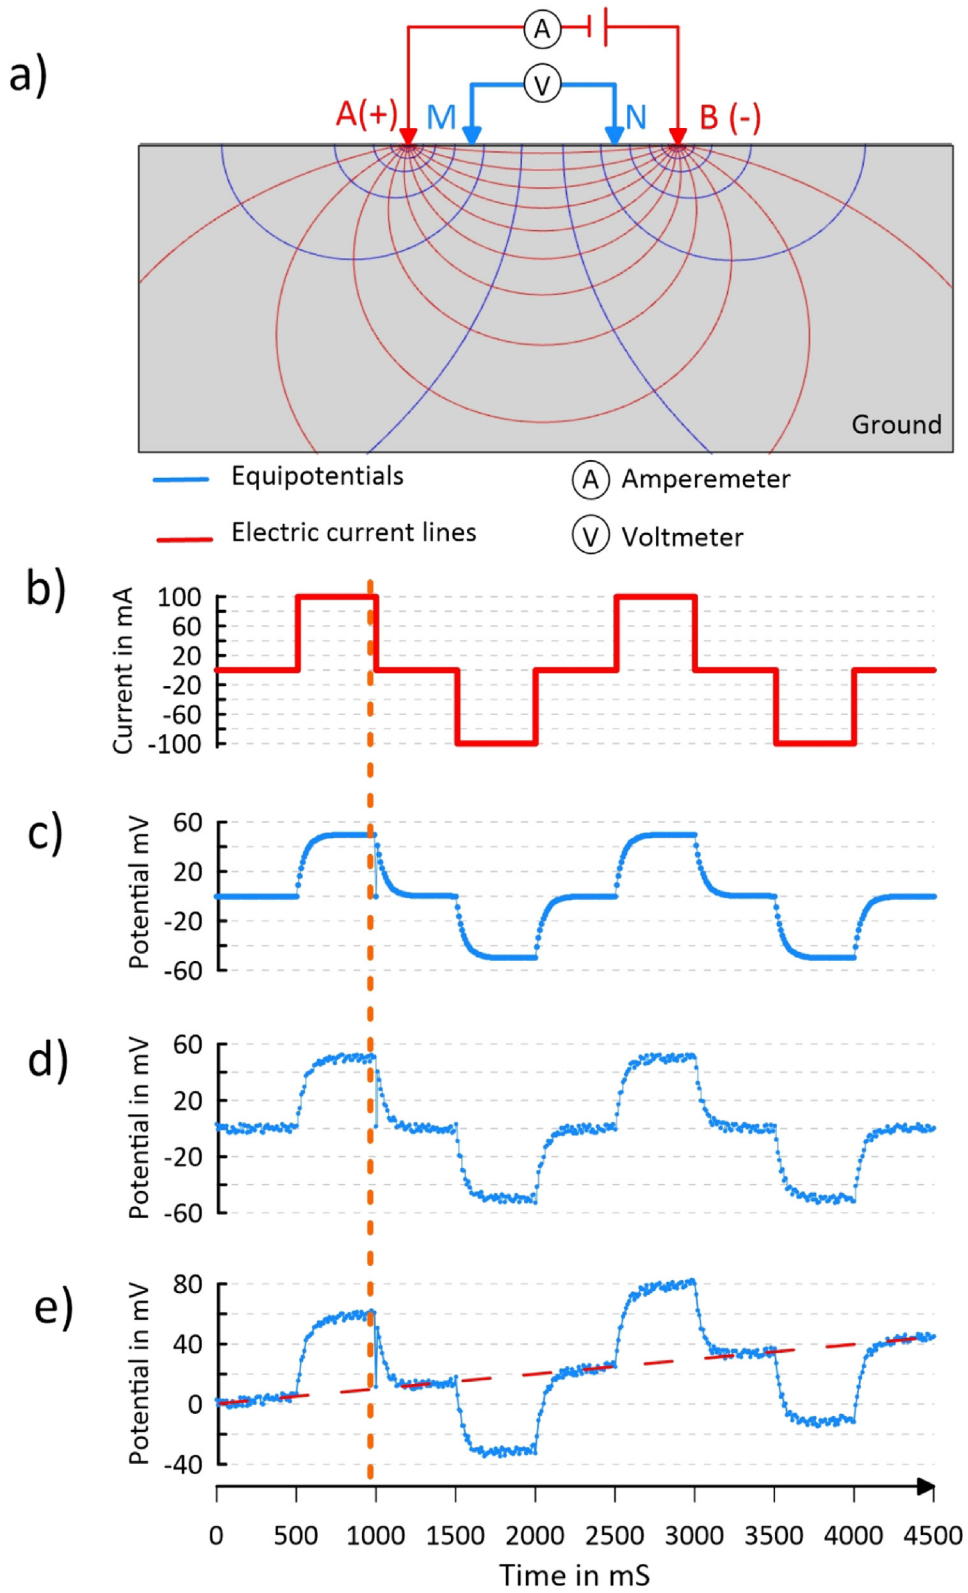 a)
A
V
A(+) M N B (-)
Ground
Equipotentials
A Amperemeter
Electric current lines
V Voltmeter
b)
Current in mA
100
60
20
-20
-60
-100
c)
Potential mV
60
20
-20
-60
d)
Potential in mV
60
20
-20
-60
e)
Potential in mV
80
40
0
-40
0 500 1000 1500 2000 2500 3000 3500 4000 4500
Time in mS